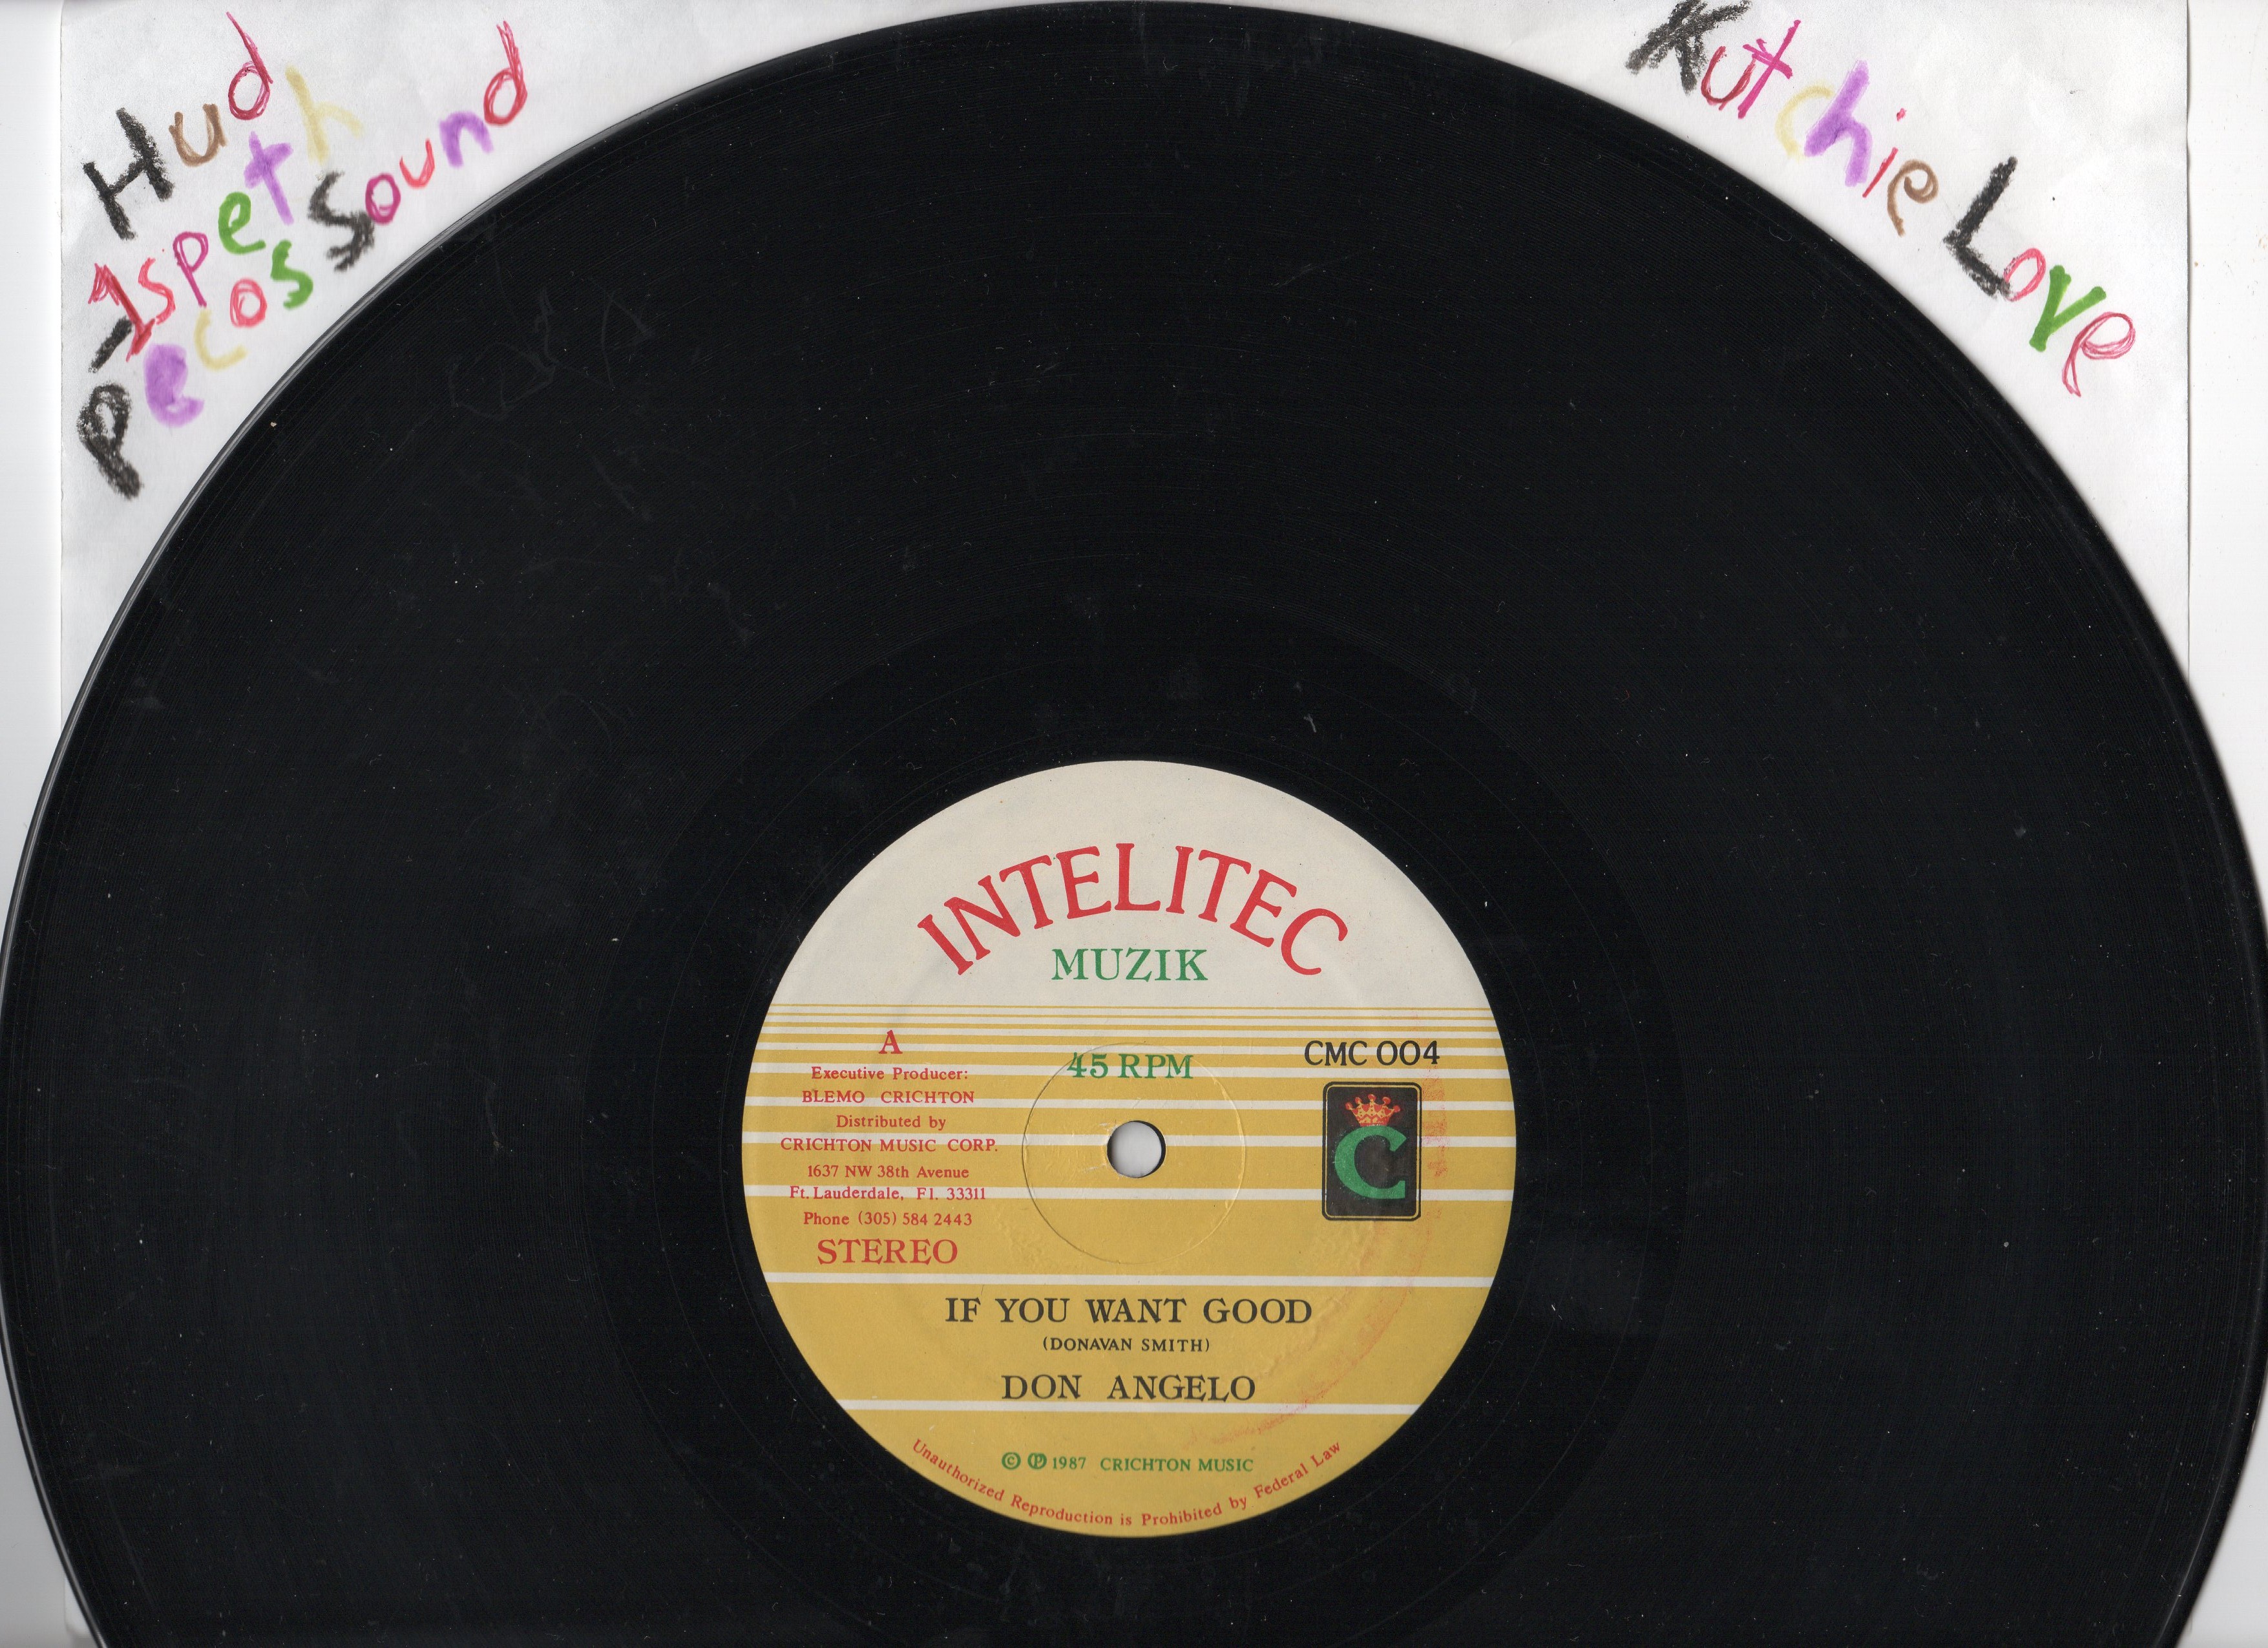 Hud
-1speth
Pecos Sound
Kutchie Love
INTELITEC
MUZIK
A
Executive Producer:
BLEMO CRICHTON
Distributed by
CRICHTON MUSIC CORP.
1637 NW 38th Avenue
Ft. Lauderdale, Fl. 33311
Phone (305) 584 2443
STEREO
45 RPM
CMC 004
C
IF YOU WANT GOOD
(DONAVAN SMITH)
DON ANGELO
© ℗ 1987 CRICHTON MUSIC
Unauthorized Reproduction is Prohibited by Federal Law